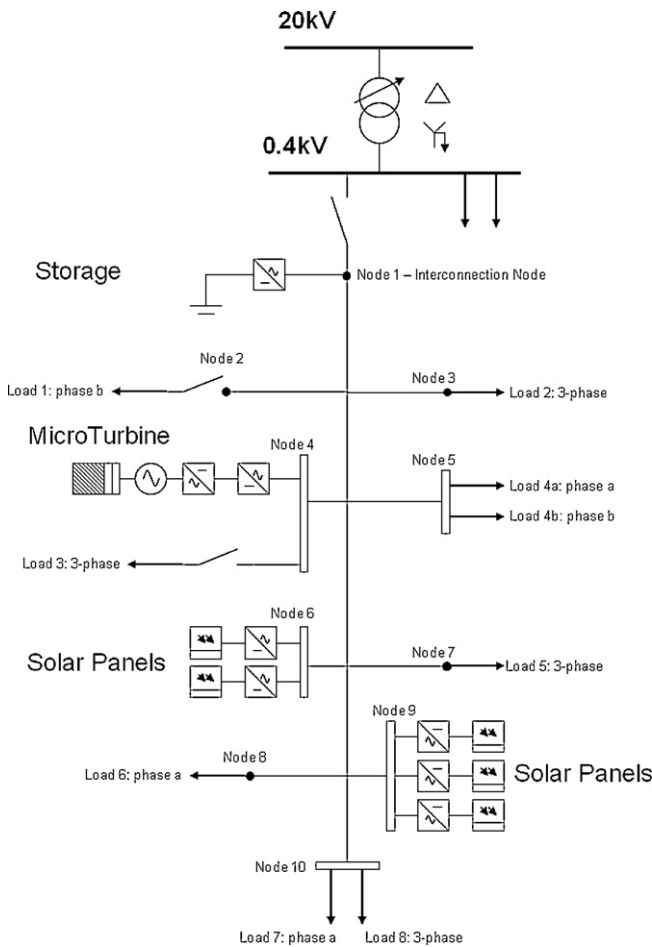 20kV
0.4kV
Storage
Node 1 – Interconnection Node
Node 2
Node 3
Load 1: phase b
Load 2: 3-phase
MicroTurbine
Node 4
Node 5
Load 4a: phase a
Load 4b: phase b
Load 3: 3-phase
Node 6
Solar Panels
Node 7
Load 5: 3-phase
Node 9
Node 8
Load 6: phase a
Solar Panels
Node 10
Load 7: phase a
Load 8: 3-phase